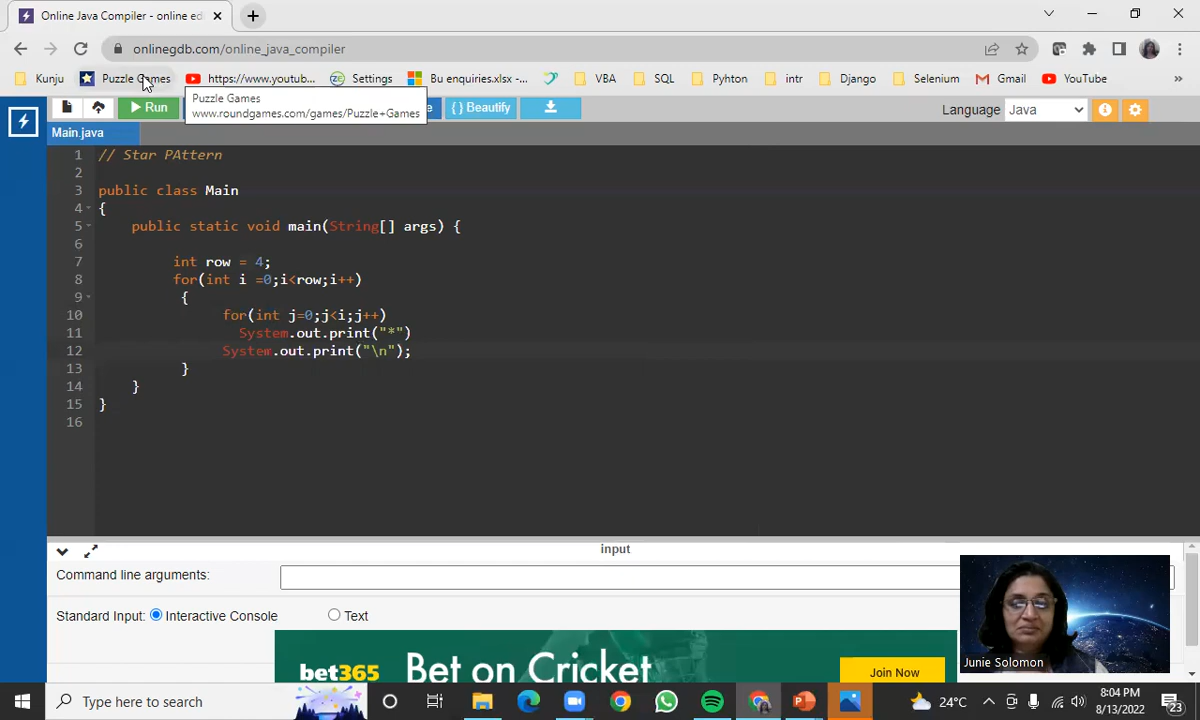 Online Java Compiler - online edi
onlinegdb.com/online_java_compiler
Kunju
Puzzle Games
https://www.youtub...
Settings
Bu enquiries.xlsx -...
VBA
SQL
Pyhton
intr
Django
Selenium
Gmail
YouTube
»
Puzzle Games
www.roundgames.com/games/Puzzle+Games
Run
e
{ } Beautify
Language
Java
Main.java
1 // Star PAttern
2
3 public class Main
4 {
5 public static void main(String[] args) {
6
7 int row = 4;
8 for(int i =0;i<row;i++)
9 {
10 for(int j=0;j<i;j++)
11 System.out.print("*")
12 System.out.print("\n");
13 }
14 }
15 }
16
input
Command line arguments:
Standard Input: Interactive Console Text
bet365 Bet on Cricket Join Now
Junie Solomon
Type here to search
24°C
8:04 PM
8/13/2022
23